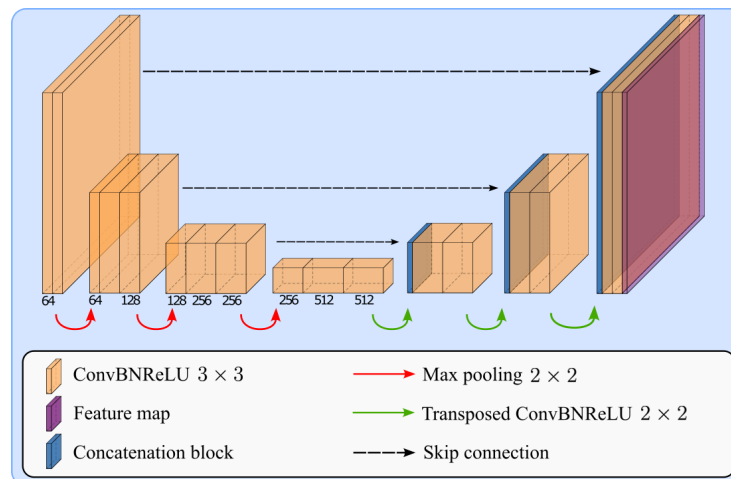 64 64 128 128 256 256 256 512 512
ConvBNReLU 3 × 3 Max pooling 2 × 2
Feature map Transposed ConvBNReLU 2 × 2
Concatenation block Skip connection